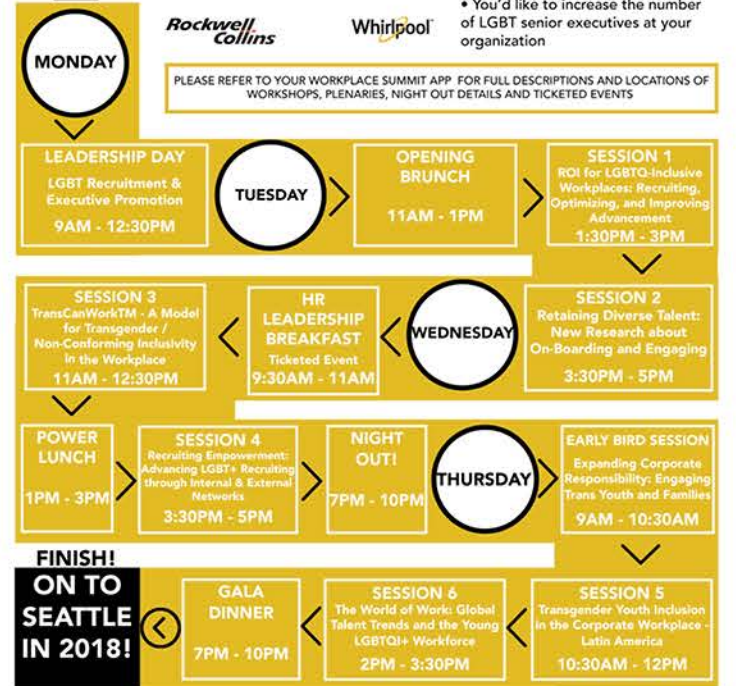 • You'd like to increase the number
of LGBT senior executives at your
organization
Rockwell
Collins
Whirlpool
MONDAY
PLEASE REFER TO YOUR WORKPLACE SUMMIT APP FOR FULL DESCRIPTIONS AND LOCATIONS OF
WORKSHOPS, PLENARIES, NIGHT OUT DETAILS AND TICKETED EVENTS
LEADERSHIP DAY
LGBT Recruitment &
Executive Promotion
9AM - 12:30PM
TUESDAY
OPENING
BRUNCH
11AM - 1PM
SESSION 1
ROI for LGBTQ-Inclusive
Workplaces: Recruiting,
Optimizing, and Improving
Advancement
1:30PM - 3PM
SESSION 2
Retaining Diverse Talent:
New Research about
On-Boarding and Engaging
3:30PM - 5PM
WEDNESDAY
HR
LEADERSHIP
BREAKFAST
Ticketed Event
9:30AM - 11AM
SESSION 3
TransCanWorkTM - A Model
for Transgender /
Non-Conforming Inclusivity
in the Workplace
11AM - 12:30PM
POWER
LUNCH
1PM - 3PM
SESSION 4
Recruiting Empowerment:
Advancing LGBT+ Recruiting
through Internal & External
Networks
3:30PM - 5PM
NIGHT
OUT!
7PM - 10PM
THURSDAY
EARLY BIRD SESSION
Expanding Corporate
Responsibility: Engaging
Trans Youth and Families
9AM - 10:30AM
SESSION 5
Transgender Youth Inclusion
in the Corporate Workplace -
Latin America
10:30AM - 12PM
SESSION 6
The World of Work: Global
Talent Trends and the Young
LGBTQI+ Workforce
2PM - 3:30PM
GALA
DINNER
7PM - 10PM
FINISH!
ON TO
SEATTLE
IN 2018!